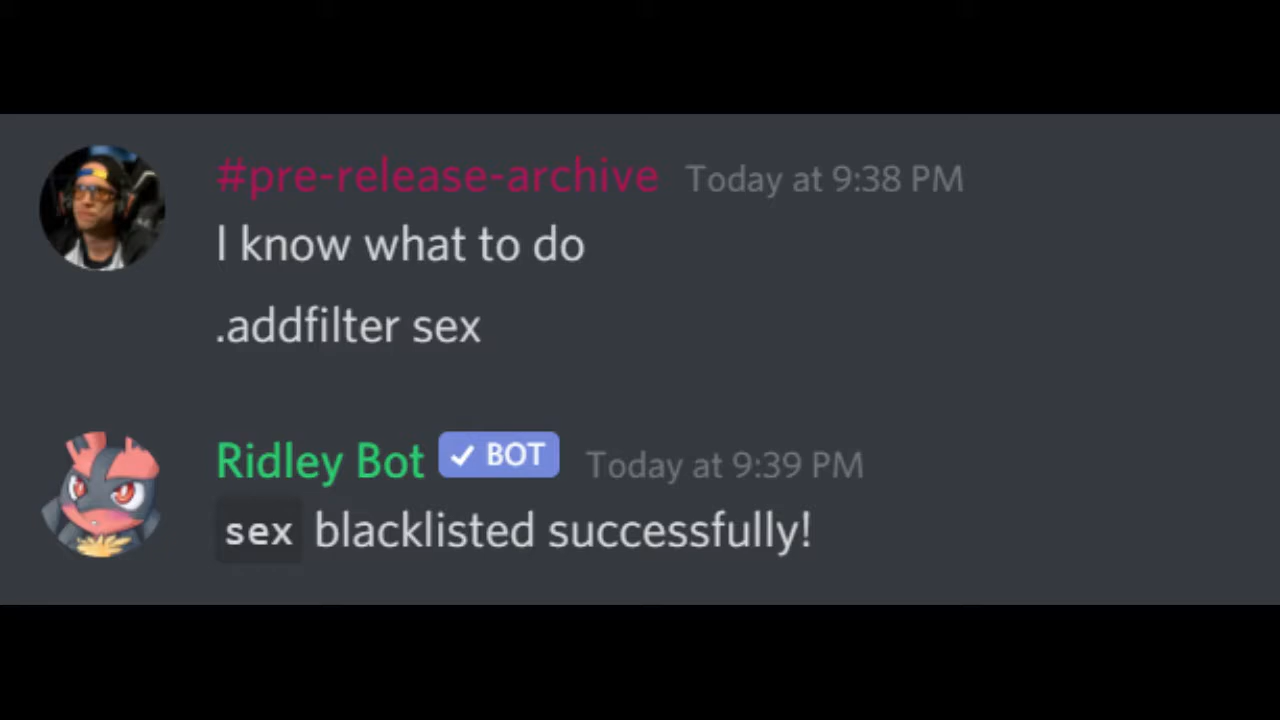 #pre-release-archive Today at 9:38 PM
I know what to do
.addfilter sex
Ridley Bot ✓ BOT Today at 9:39 PM
sex blacklisted successfully!